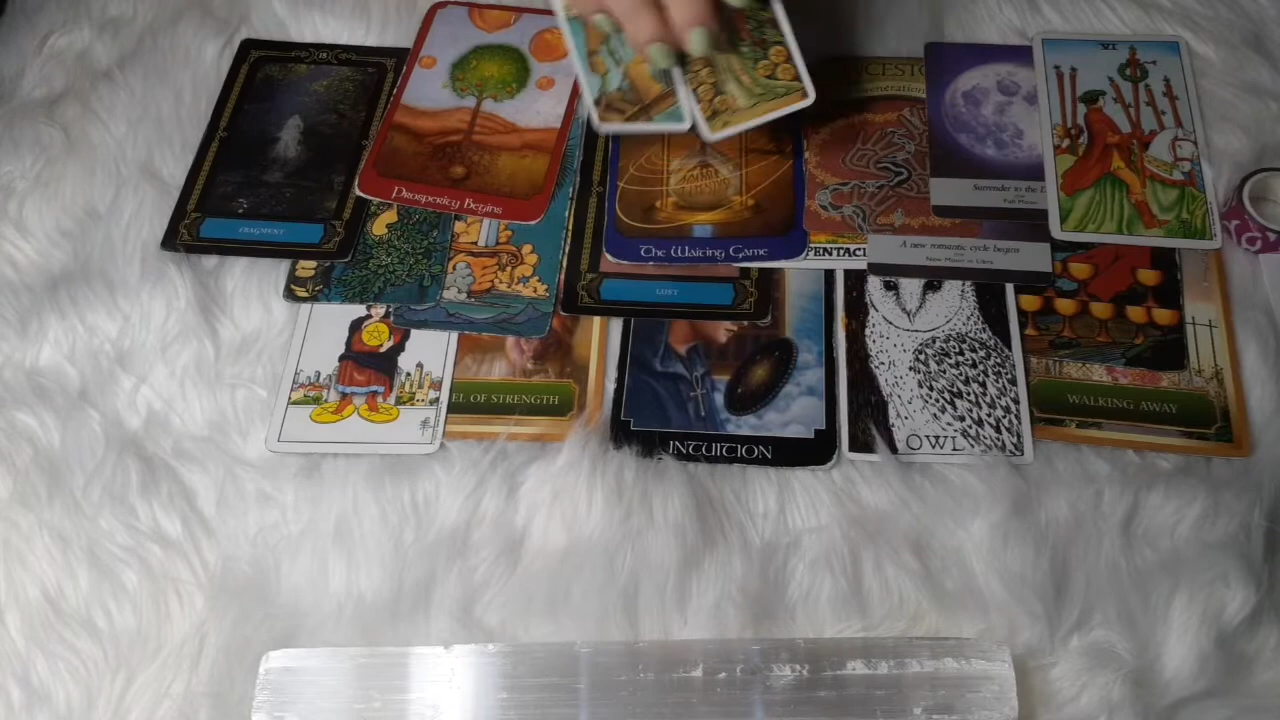 15
FRAGMENT
Prosperity Begins
The Waiting Game
LUST
PENTACL
Surrender to the
Full Moon
A new romantic cycle begins
New Moon in Libra
VI
EL OF STRENGTH
INTUITION
OWL
WALKING AWAY